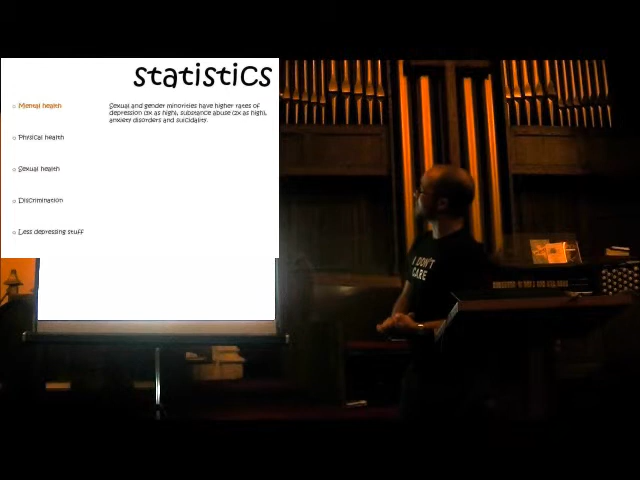 statistics
Mental health
Sexual and gender minorities have higher rates of
depression (3x as high), substance abuse (2x as high),
anxiety disorders and suicidality.
Physical health
Sexual health
Discrimination
Less depressing stuff
I DON'T
CARE